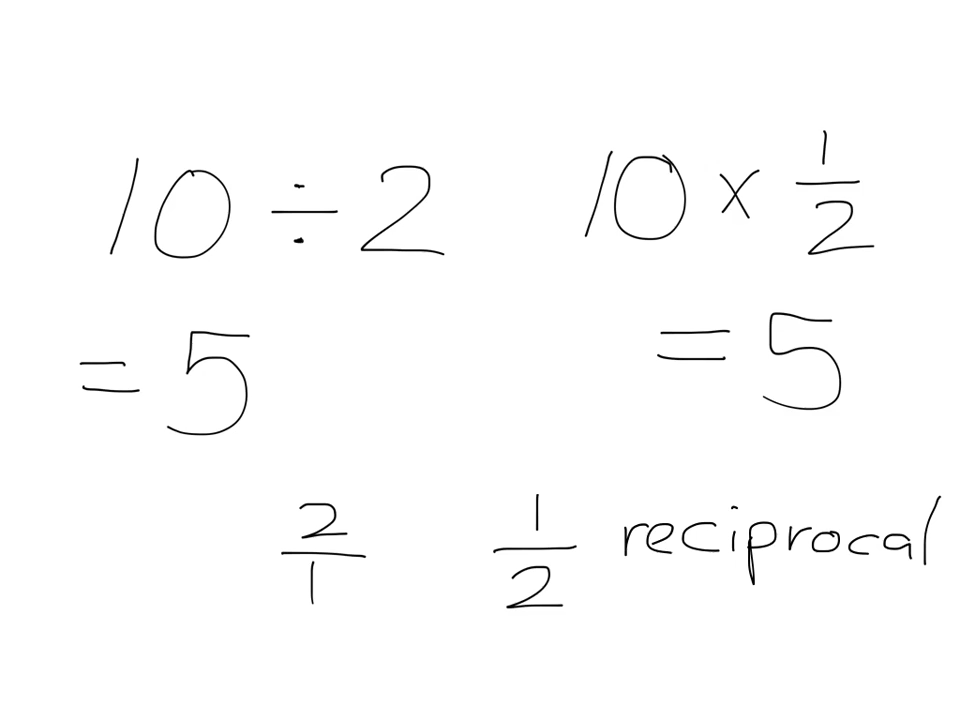 10 ÷ 2 10 × 1/2
= 5 = 5
2/1 1/2 reciprocal